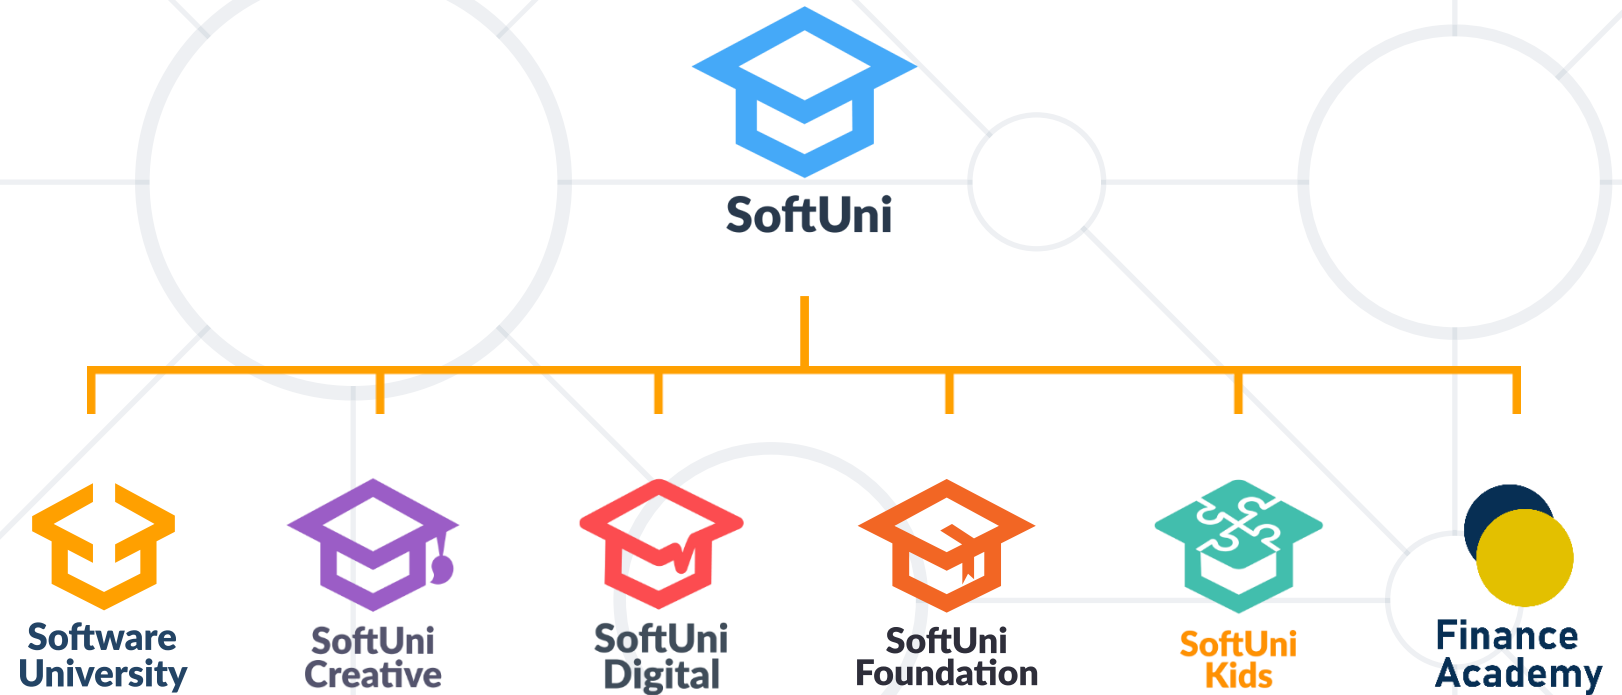 SoftUni
Software
University
SoftUni
Creative
SoftUni
Digital
SoftUni
Foundation
SoftUni
Kids
Finance
Academy